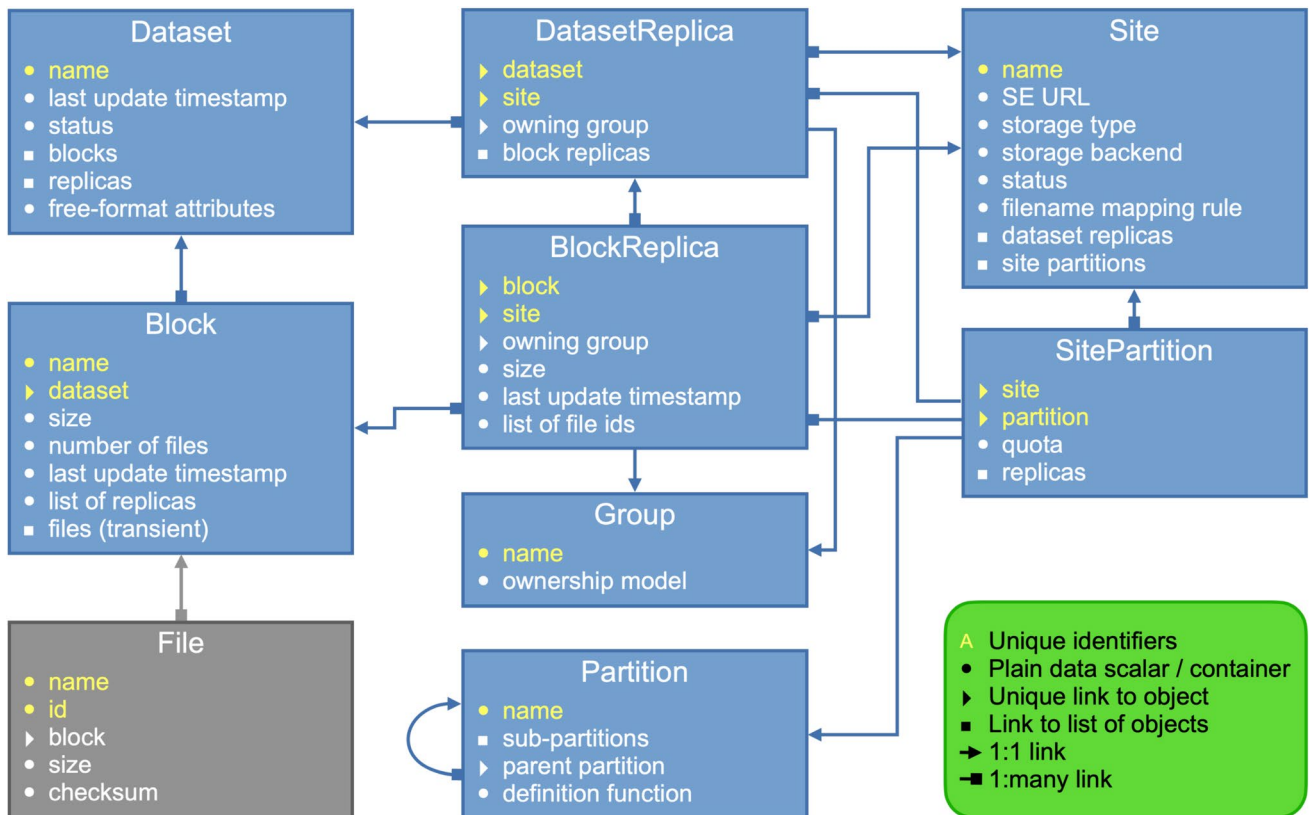 Dataset
name
last update timestamp
status
blocks
replicas
free-format attributes
Block
name
dataset
size
number of files
last update timestamp
list of replicas
files (transient)
File
name
id
block
size
checksum
DatasetReplica
dataset
site
owning group
block replicas
BlockReplica
block
site
owning group
size
last update timestamp
list of file ids
Group
name
ownership model
Partition
name
sub-partitions
parent partition
definition function
Site
name
SE URL
storage type
storage backend
status
filename mapping rule
dataset replicas
site partitions
SitePartition
site
partition
quota
replicas
A Unique identifiers
Plain data scalar / container
Unique link to object
Link to list of objects
1:1 link
1:many link